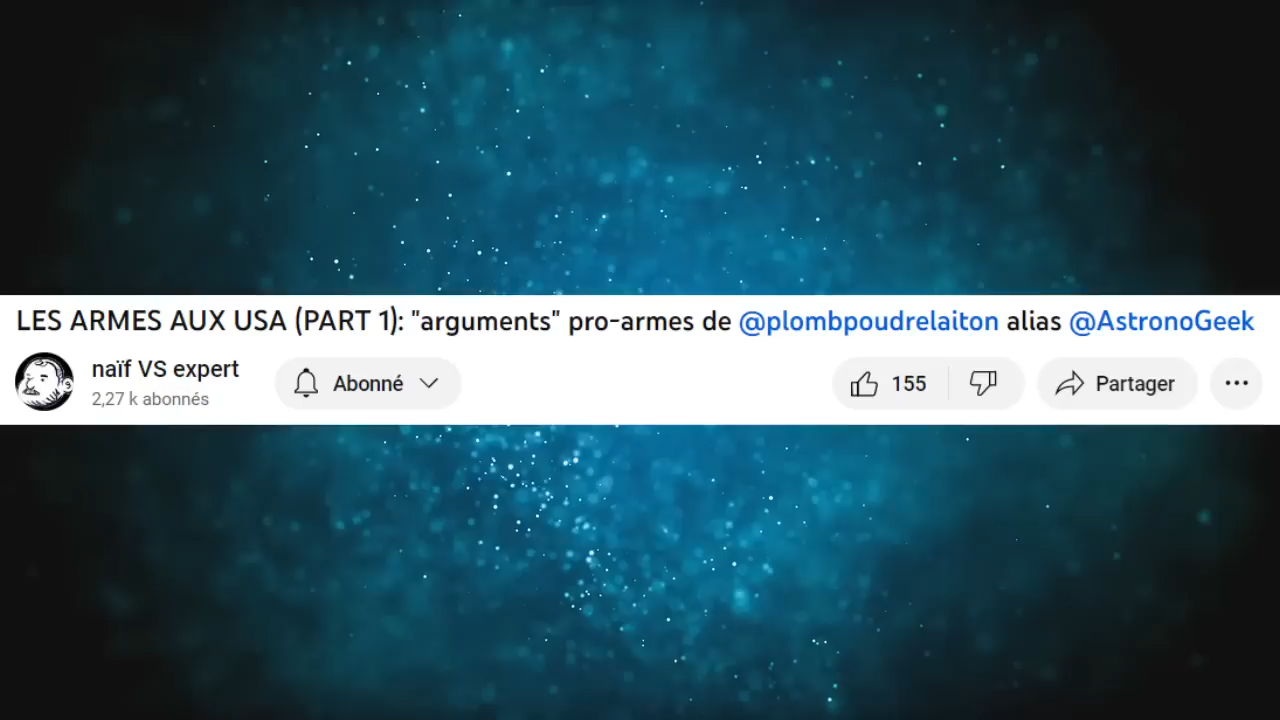 LES ARMES AUX USA (PART 1): "arguments" pro-armes de @plombpoudrelaiton alias @AstronoGeek
naïf VS expert
2,27 k abonnés
Abonné
155
Partager